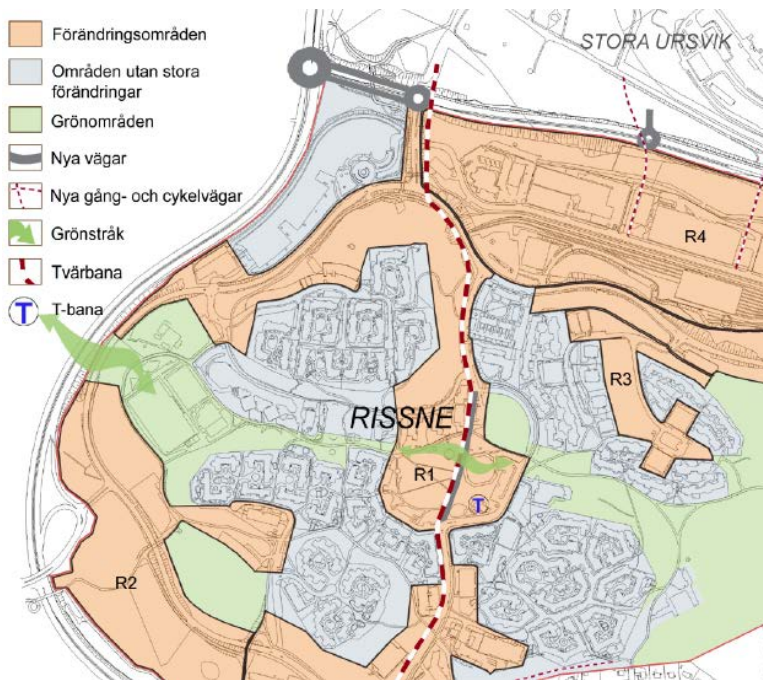 Förändringsområden
Områden utan stora
förändringar
Grönområden
Nya vägar
Nya gång- och cykelvägar
Grönstråk
Tvärbana
T T-bana
STORA URSVIK
R4
R3
RISSNE
R1
T
R2